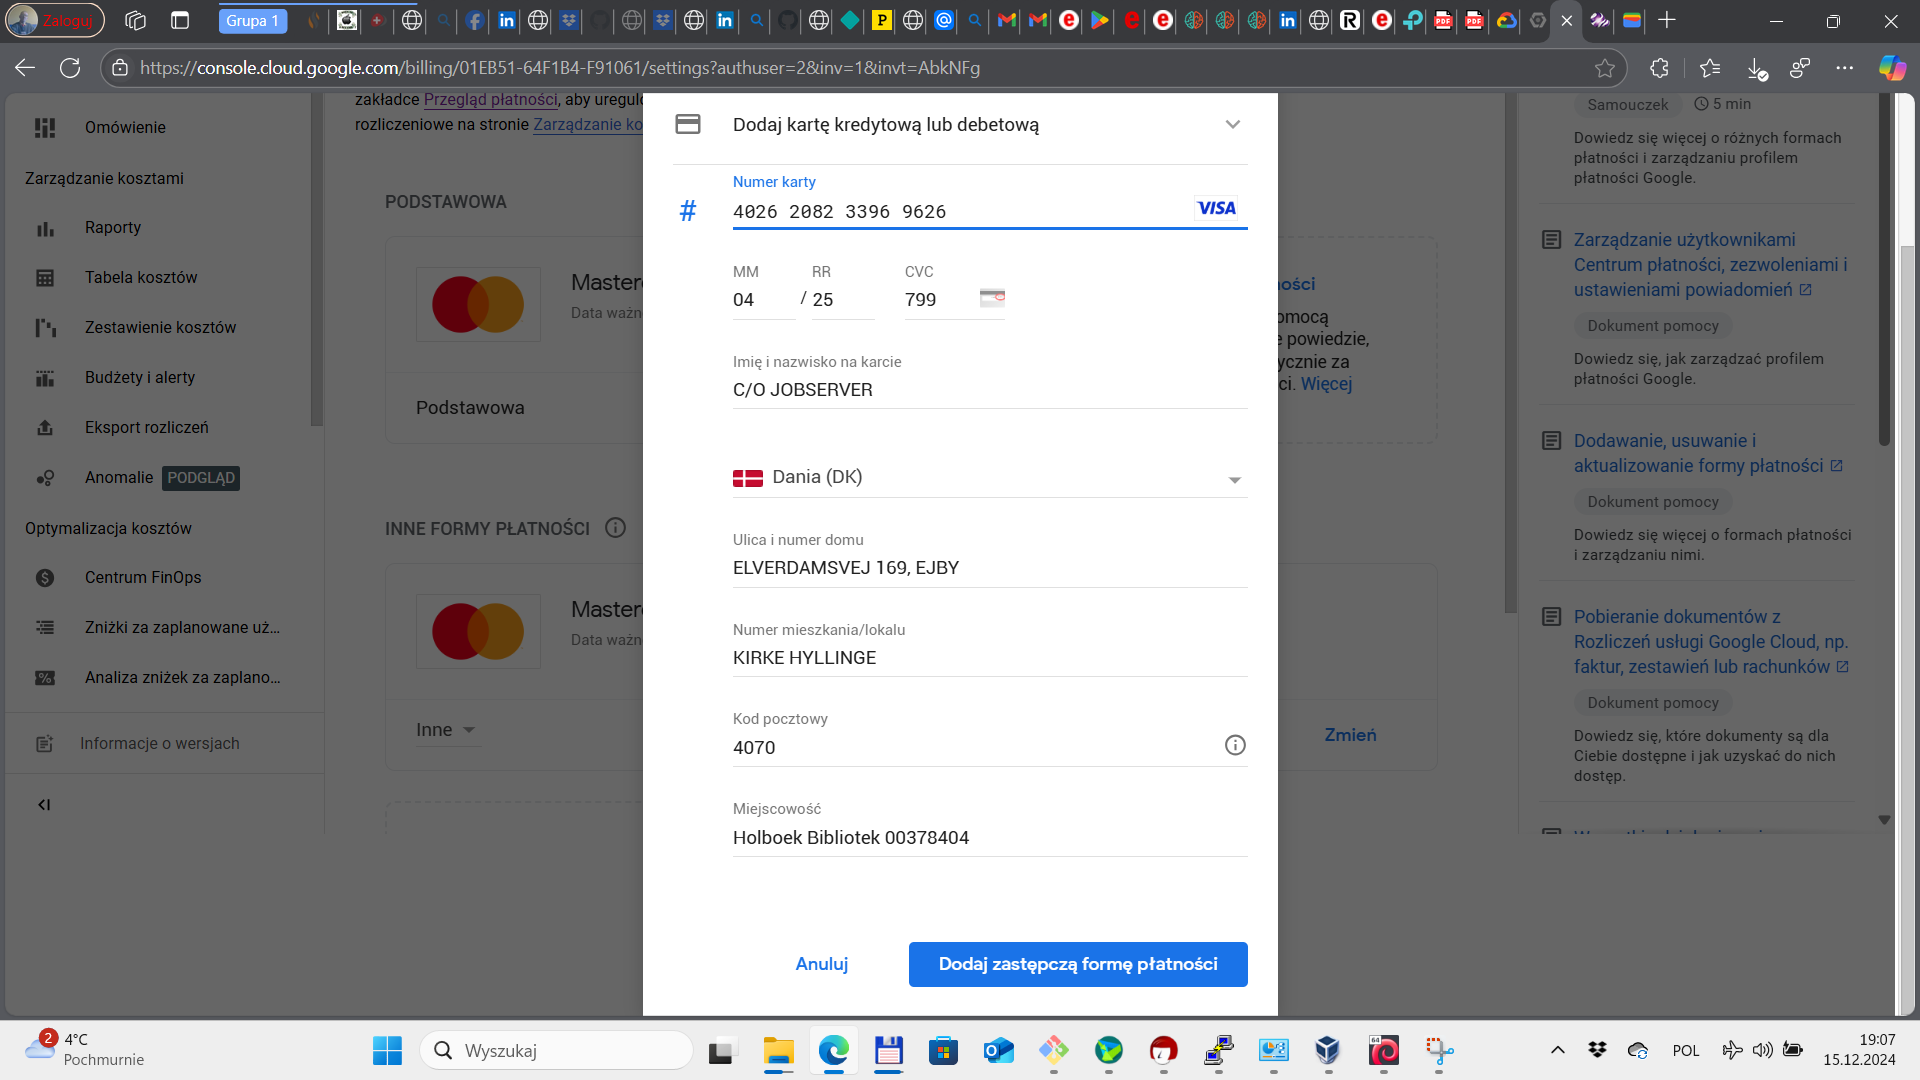 Zaloguj
Grupa 1
https://console.cloud.google.com/billing/01EB51-64F1B4-F91061/settings?authuser=2&inv=1&invt=AbkNFg
Omówienie
Zarządzanie kosztami
Raporty
Tabela kosztów
Zestawienie kosztów
Budżety i alerty
Eksport rozliczeń
Anomalie PODGLĄD
Optymalizacja kosztów
Centrum FinOps
Zniżki za zaplanowane uż...
Analiza zniżek za zaplano...
Informacje o wersjach
zakładce Przegląd płatności, aby uregulo
rozliczeniowe na stronie Zarządzanie ko
PODSTAWOWA
Master
Data ważn
Podstawowa
INNE FORMY PŁATNOŚCI
Master
Data ważn
Inne
Zmień
Dodaj kartę kredytową lub debetową
Numer karty
# 4026 2082 3396 9626 VISA
MM RR CVC
04 / 25 799
Imię i nazwisko na karcie
C/O JOBSERVER
Dania (DK)
Ulica i numer domu
ELVERDAMSVEJ 169, EJBY
Numer mieszkania/lokalu
KIRKE HYLLINGE
Kod pocztowy
4070
Miejscowość
Holboek Bibliotek 00378404
Anuluj
Dodaj zastępczą formę płatności
ności
omocą
e powiedzie,
ycznie za
ci. Więcej
Samouczek 5 min
Dowiedz się więcej o różnych formach
płatności i zarządzaniu profilem
płatności Google.
Zarządzanie użytkownikami
Centrum płatności, zezwoleniami i
ustawieniami powiadomień
Dokument pomocy
Dowiedz się, jak zarządzać profilem
płatności Google.
Dodawanie, usuwanie i
aktualizowanie formy płatności
Dokument pomocy
Dowiedz się więcej o formach płatności
i zarządzaniu nimi.
Pobieranie dokumentów z
Rozliczeń usługi Google Cloud, np.
faktur, zestawień lub rachunków
Dokument pomocy
Dowiedz się, które dokumenty są dla
Ciebie dostępne i jak uzyskać do nich
dostęp.
2
4°C
Pochmurnie
Wyszukaj
POL
19:07
15.12.2024